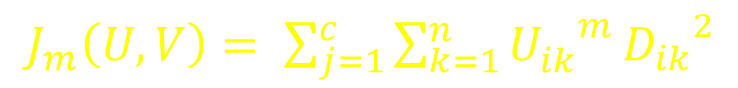 J_m(U,V) = ∑_{j=1}^{c} ∑_{k=1}^{n} U_{ik}^{m} D_{ik}^{2}